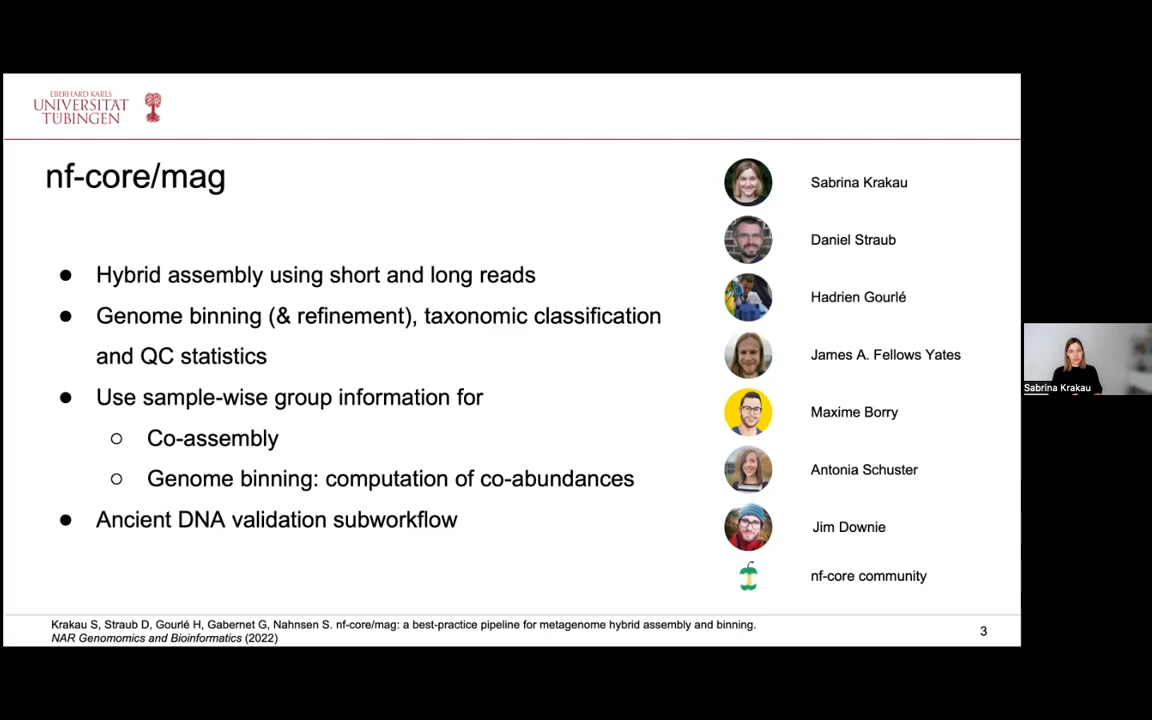 EBERHARD KARLS
UNIVERSITÄT
TÜBINGEN
nf-core/mag
● Hybrid assembly using short and long reads
● Genome binning (& refinement), taxonomic classification
and QC statistics
● Use sample-wise group information for
○ Co-assembly
○ Genome binning: computation of co-abundances
● Ancient DNA validation subworkflow
Sabrina Krakau
Daniel Straub
Hadrien Gourlé
James A. Fellows Yates
Maxime Borry
Antonia Schuster
Jim Downie
nf-core community
Krakau S, Straub D, Gourlé H, Gabernet G, Nahnsen S. nf-core/mag: a best-practice pipeline for metagenome hybrid assembly and binning.
NAR Genomomics and Bioinformatics (2022)
3
Sabrina Krakau